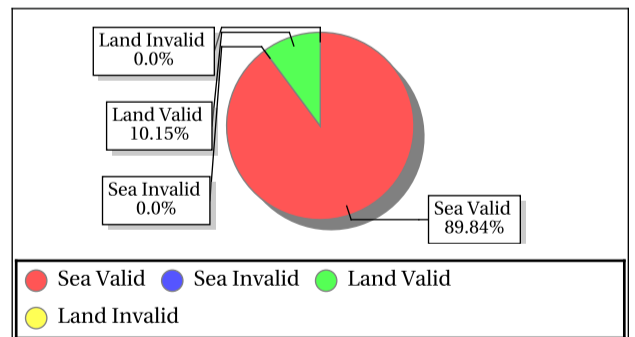 Land Invalid
0.0%
Land Valid
10.15%
Sea Invalid
0.0%
Sea Valid
89.84%
Sea Valid
Sea Invalid
Land Valid
Land Invalid